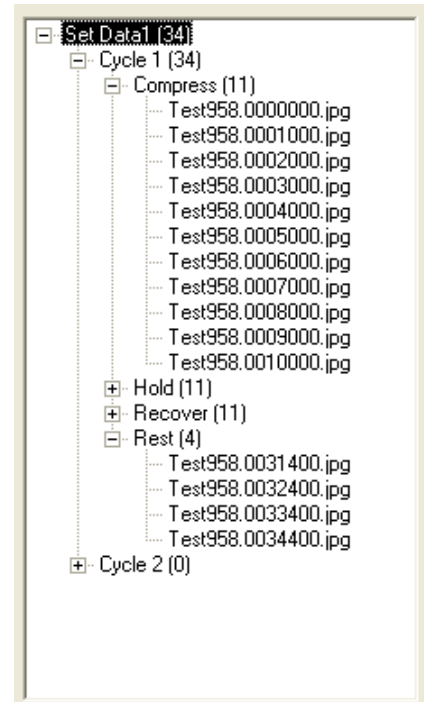 Set Data1 (34)
Cycle 1 (34)
Compress (11)
Test958.0000000.jpg
Test958.0001000.jpg
Test958.0002000.jpg
Test958.0003000.jpg
Test958.0004000.jpg
Test958.0005000.jpg
Test958.0006000.jpg
Test958.0007000.jpg
Test958.0008000.jpg
Test958.0009000.jpg
Test958.0010000.jpg
Hold (11)
Recover (11)
Rest (4)
Test958.0031400.jpg
Test958.0032400.jpg
Test958.0033400.jpg
Test958.0034400.jpg
Cycle 2 (0)